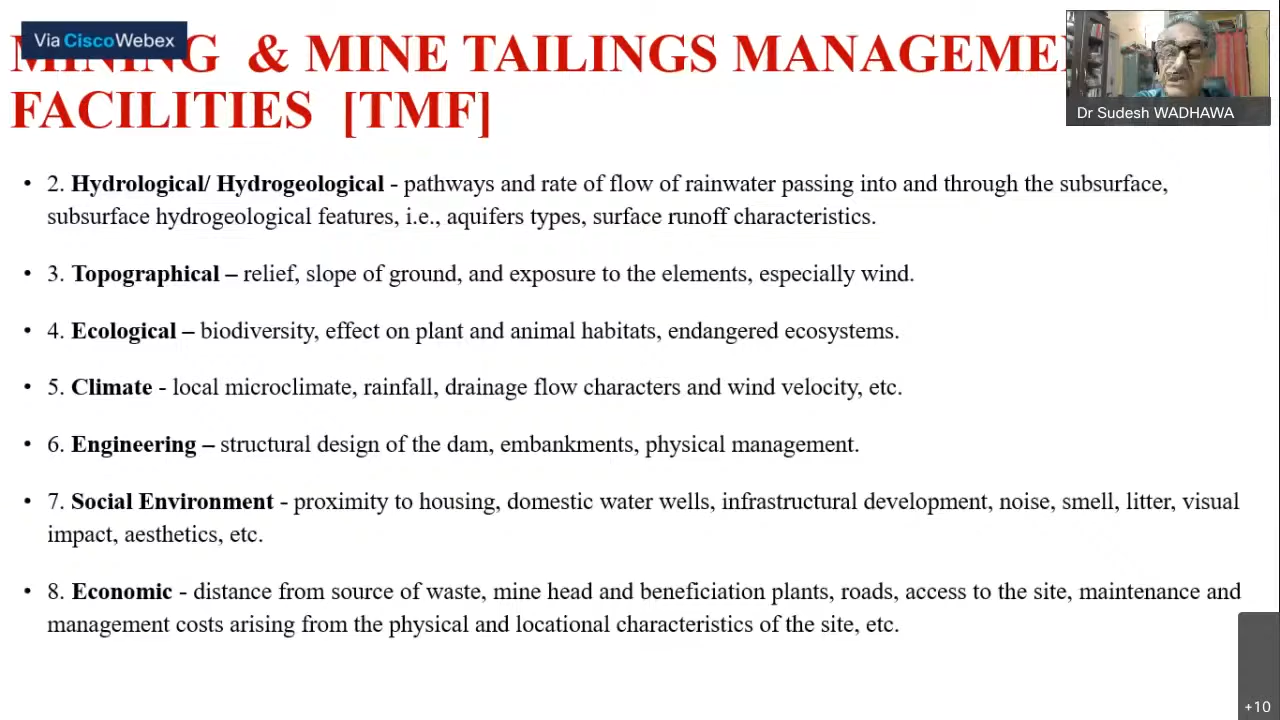 Via Cisco Webex
MINING & MINE TAILINGS MANAGEME
FACILITIES [TMF]
Dr Sudesh WADHAWA
• 2. Hydrological/ Hydrogeological - pathways and rate of flow of rainwater passing into and through the subsurface,
subsurface hydrogeological features, i.e., aquifers types, surface runoff characteristics.
• 3. Topographical – relief, slope of ground, and exposure to the elements, especially wind.
• 4. Ecological – biodiversity, effect on plant and animal habitats, endangered ecosystems.
• 5. Climate - local microclimate, rainfall, drainage flow characters and wind velocity, etc.
• 6. Engineering – structural design of the dam, embankments, physical management.
• 7. Social Environment - proximity to housing, domestic water wells, infrastructural development, noise, smell, litter, visual
impact, aesthetics, etc.
• 8. Economic - distance from source of waste, mine head and beneficiation plants, roads, access to the site, maintenance and
management costs arising from the physical and locational characteristics of the site, etc.
+10